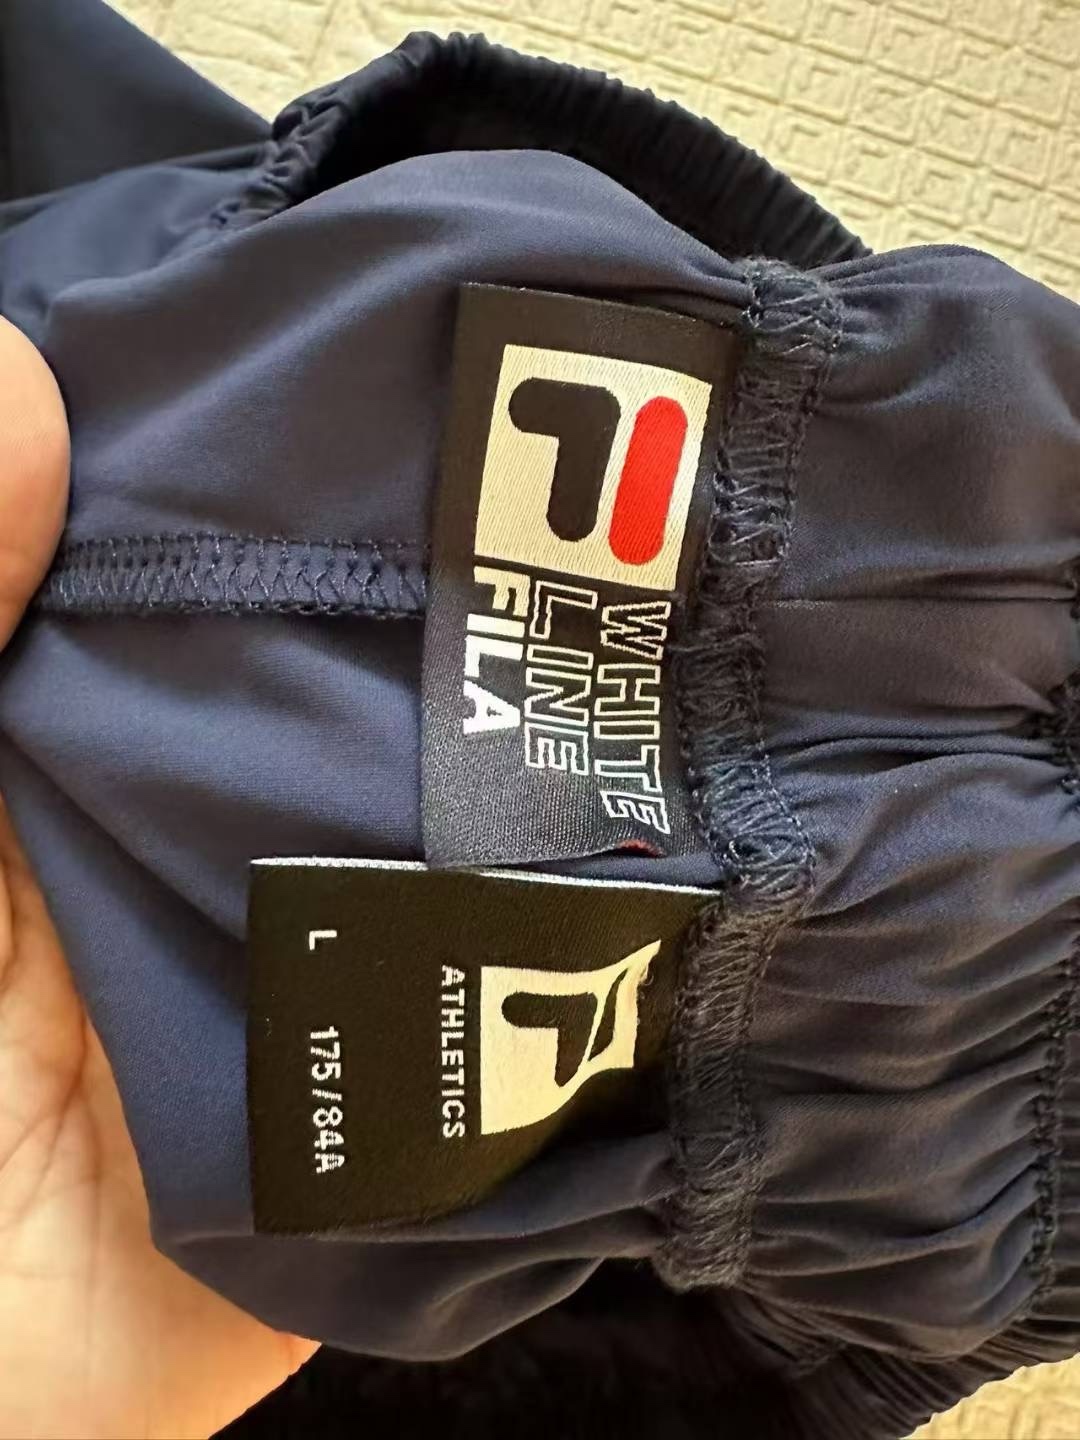 WHITE
LINE
FILA
ATHLETICS
L 175/84A